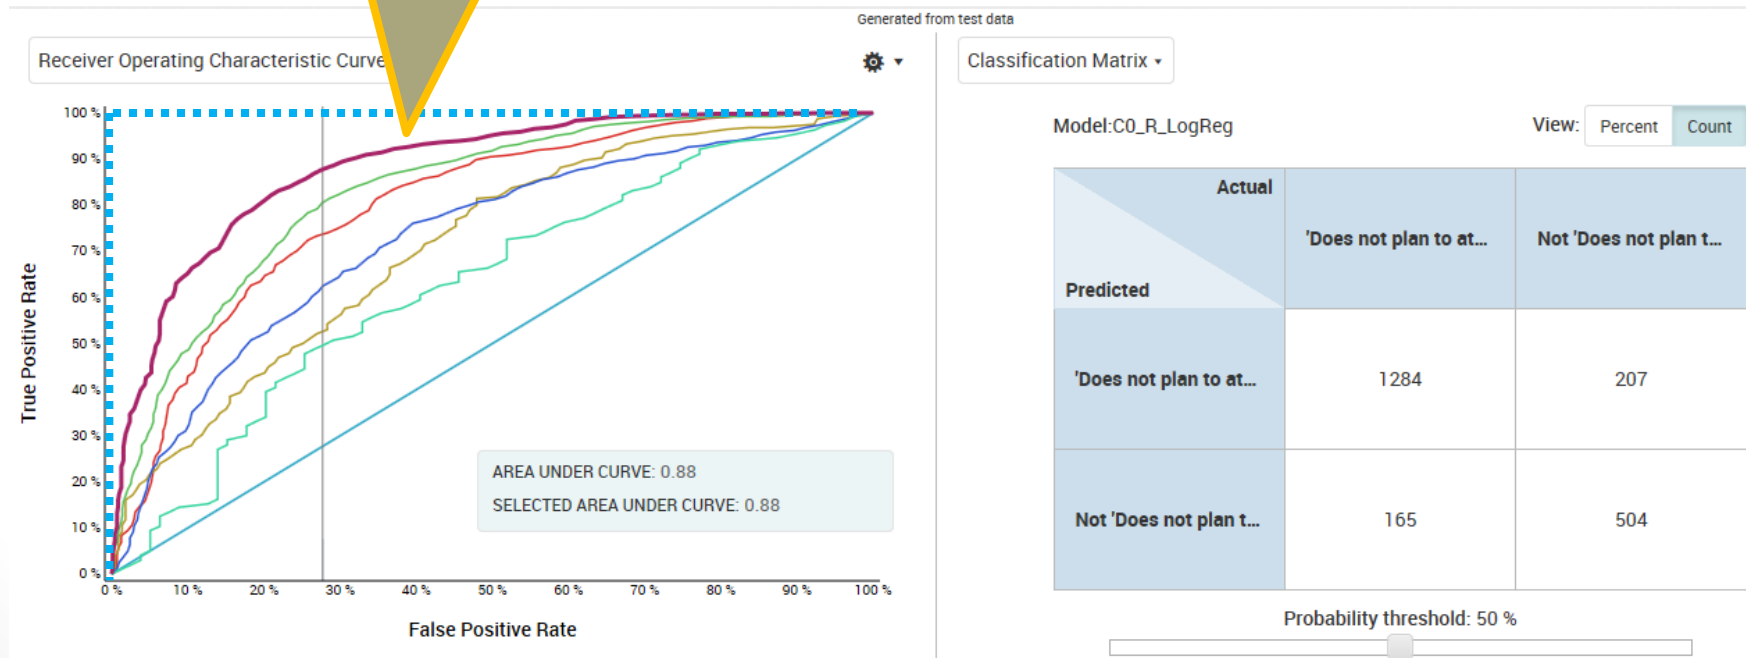 Generated from test data
Receiver Operating Characteristic Curve
Classification Matrix
100 %
90 %
80 %
70 %
60 %
50 %
40 %
30 %
20 %
10 %
0 %
True Positive Rate
0 %
10 %
20 %
30 %
40 %
50 %
60 %
70 %
80 %
90 %
100 %
False Positive Rate
AREA UNDER CURVE: 0.88
SELECTED AREA UNDER CURVE: 0.88
Model:C0_R_LogReg
View: Percent Count
Actual
Predicted
'Does not plan to at... Not 'Does not plan t...
'Does not plan to at... 1284 207
Not 'Does not plan t... 165 504
Probability threshold: 50 %